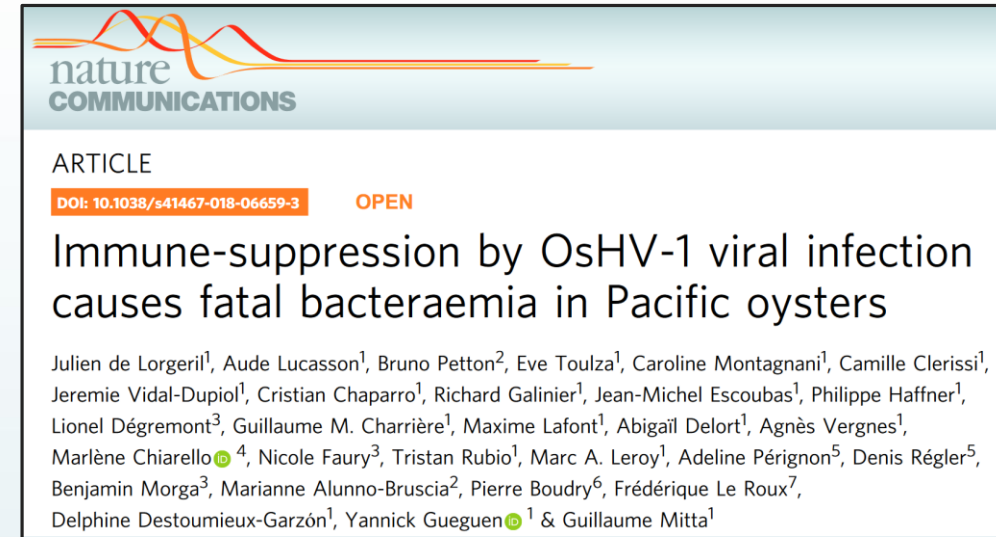 nature
COMMUNICATIONS
ARTICLE
DOI: 10.1038/s41467-018-06659-3 OPEN
Immune-suppression by OsHV-1 viral infection
causes fatal bacteraemia in Pacific oysters
Julien de Lorgeril1, Aude Lucasson1, Bruno Petton2, Eve Toulza1, Caroline Montagnani1, Camille Clerissi1,
Jeremie Vidal-Dupiol1, Cristian Chaparro1, Richard Galinier1, Jean-Michel Escoubas1, Philippe Haffner1,
Lionel Dégremont3, Guillaume M. Charrière1, Maxime Lafont1, Abigaïl Delort1, Agnès Vergnes1,
Marlène Chiarello iD 4, Nicole Faury3, Tristan Rubio1, Marc A. Leroy1, Adeline Pérignon5, Denis Régler5,
Benjamin Morga3, Marianne Alunno-Bruscia2, Pierre Boudry6, Frédérique Le Roux7,
Delphine Destoumieux-Garzón1, Yannick Gueguen iD 1 & Guillaume Mitta1